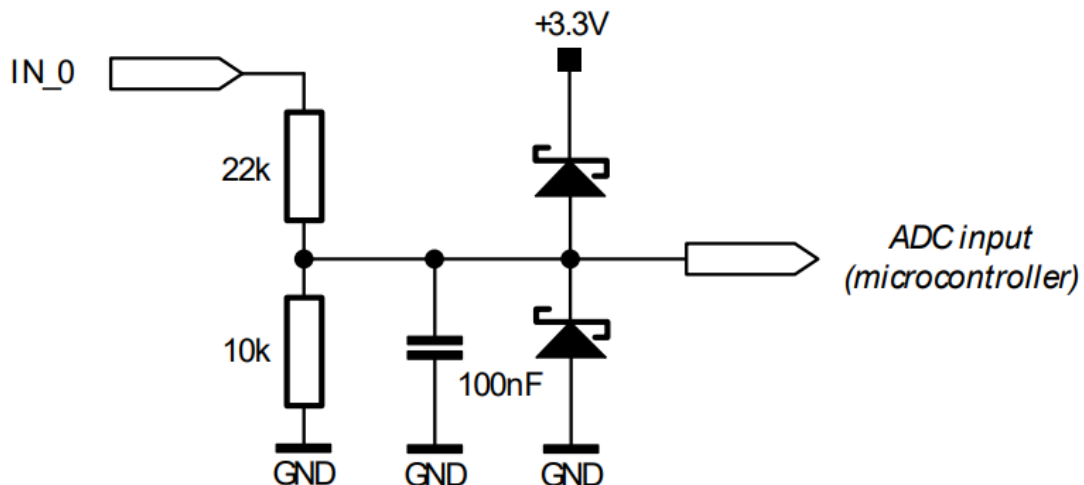 +3.3V
IN_0
22k
ADC input
(microcontroller)
10k
100nF
GND
GND
GND